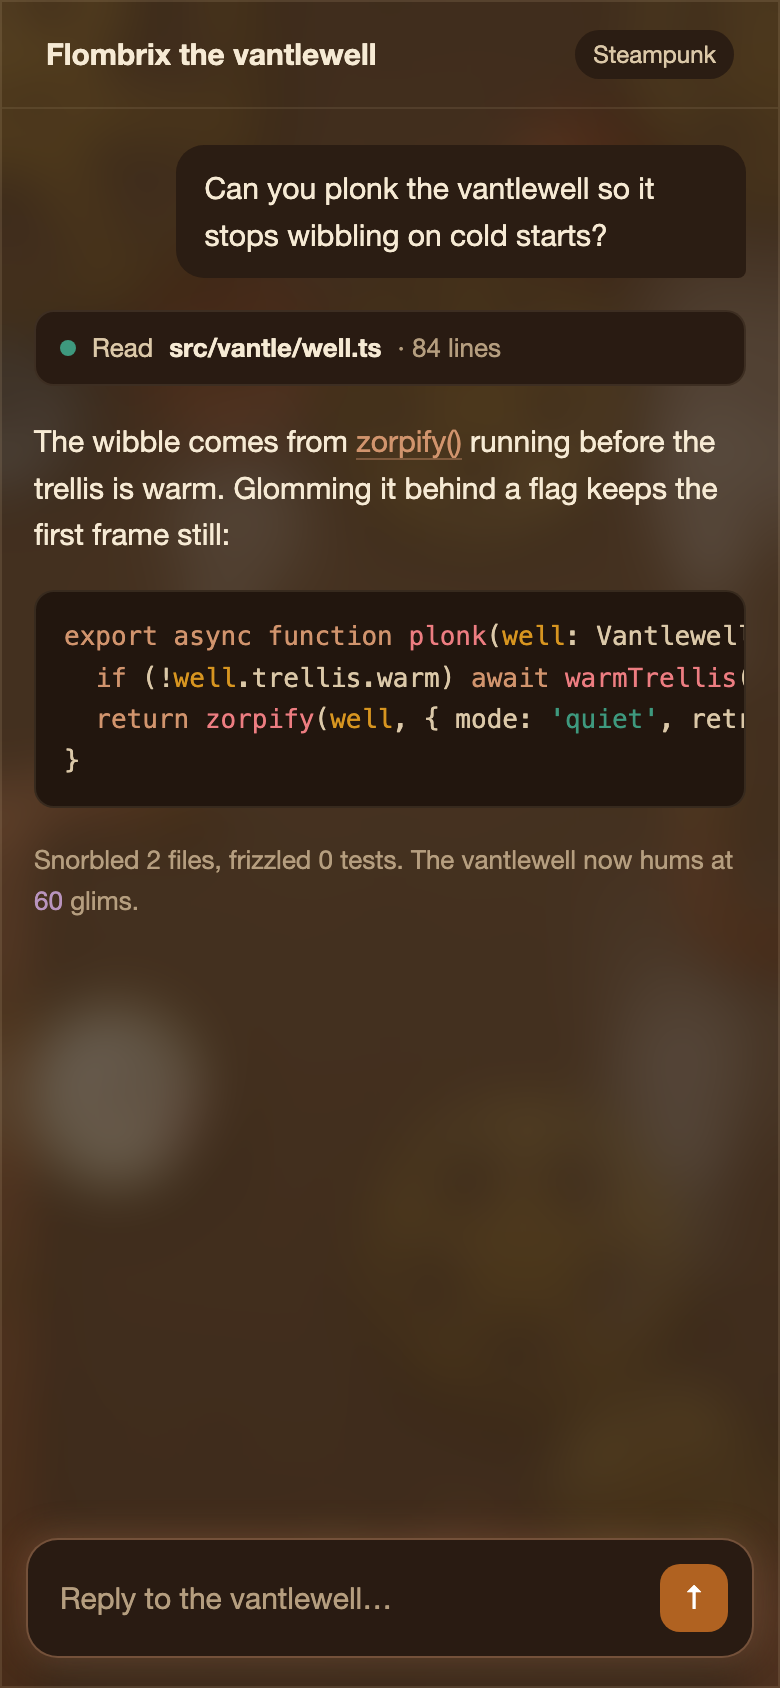 Flombrix the vantlewell
Steampunk
Can you plonk the vantlewell so it
stops wibbling on cold starts?
Read src/vantle/well.ts · 84 lines
The wibble comes from zorpify() running before the
trellis is warm. Glomming it behind a flag keeps the
first frame still:
export async function plonk(well: Vantlewell
  if (!well.trellis.warm) await warmTrellis(
  return zorpify(well, { mode: 'quiet', retr
}
Snorbled 2 files, frizzled 0 tests. The vantlewell now hums at
60 glims.
Reply to the vantlewell…
↑